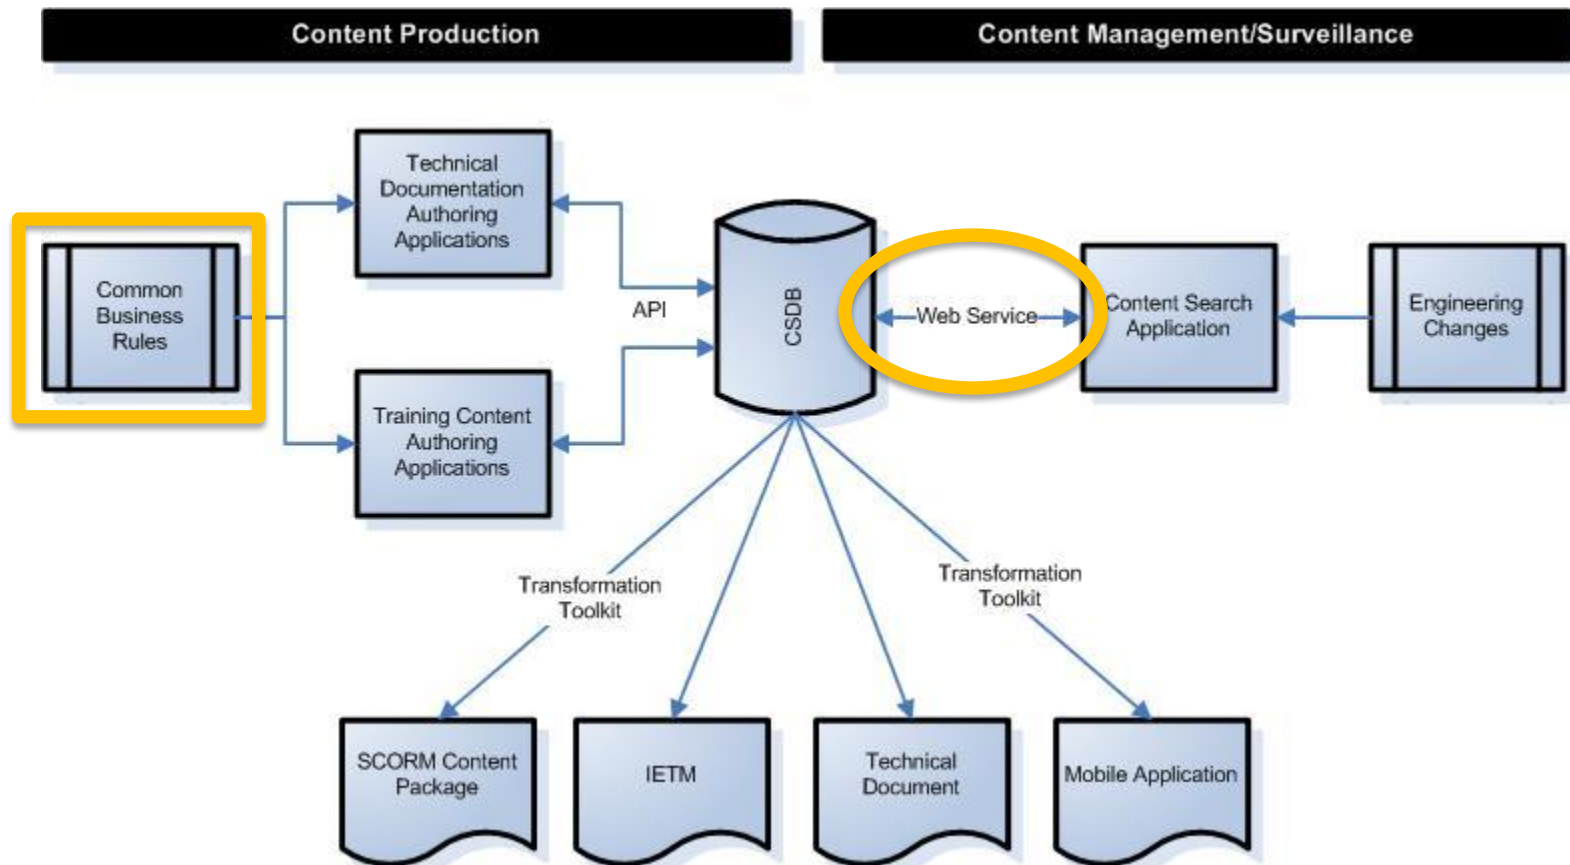 Content Production
Content Management/Surveillance
Technical
Documentation
Authoring
Applications
Common
Business
Rules
API
CSDB
Web Service
Content Search
Application
Engineering
Changes
Training Content
Authoring
Applications
Transformation
Toolkit
Transformation
Toolkit
SCORM Content
Package
IETM
Technical
Document
Mobile Application